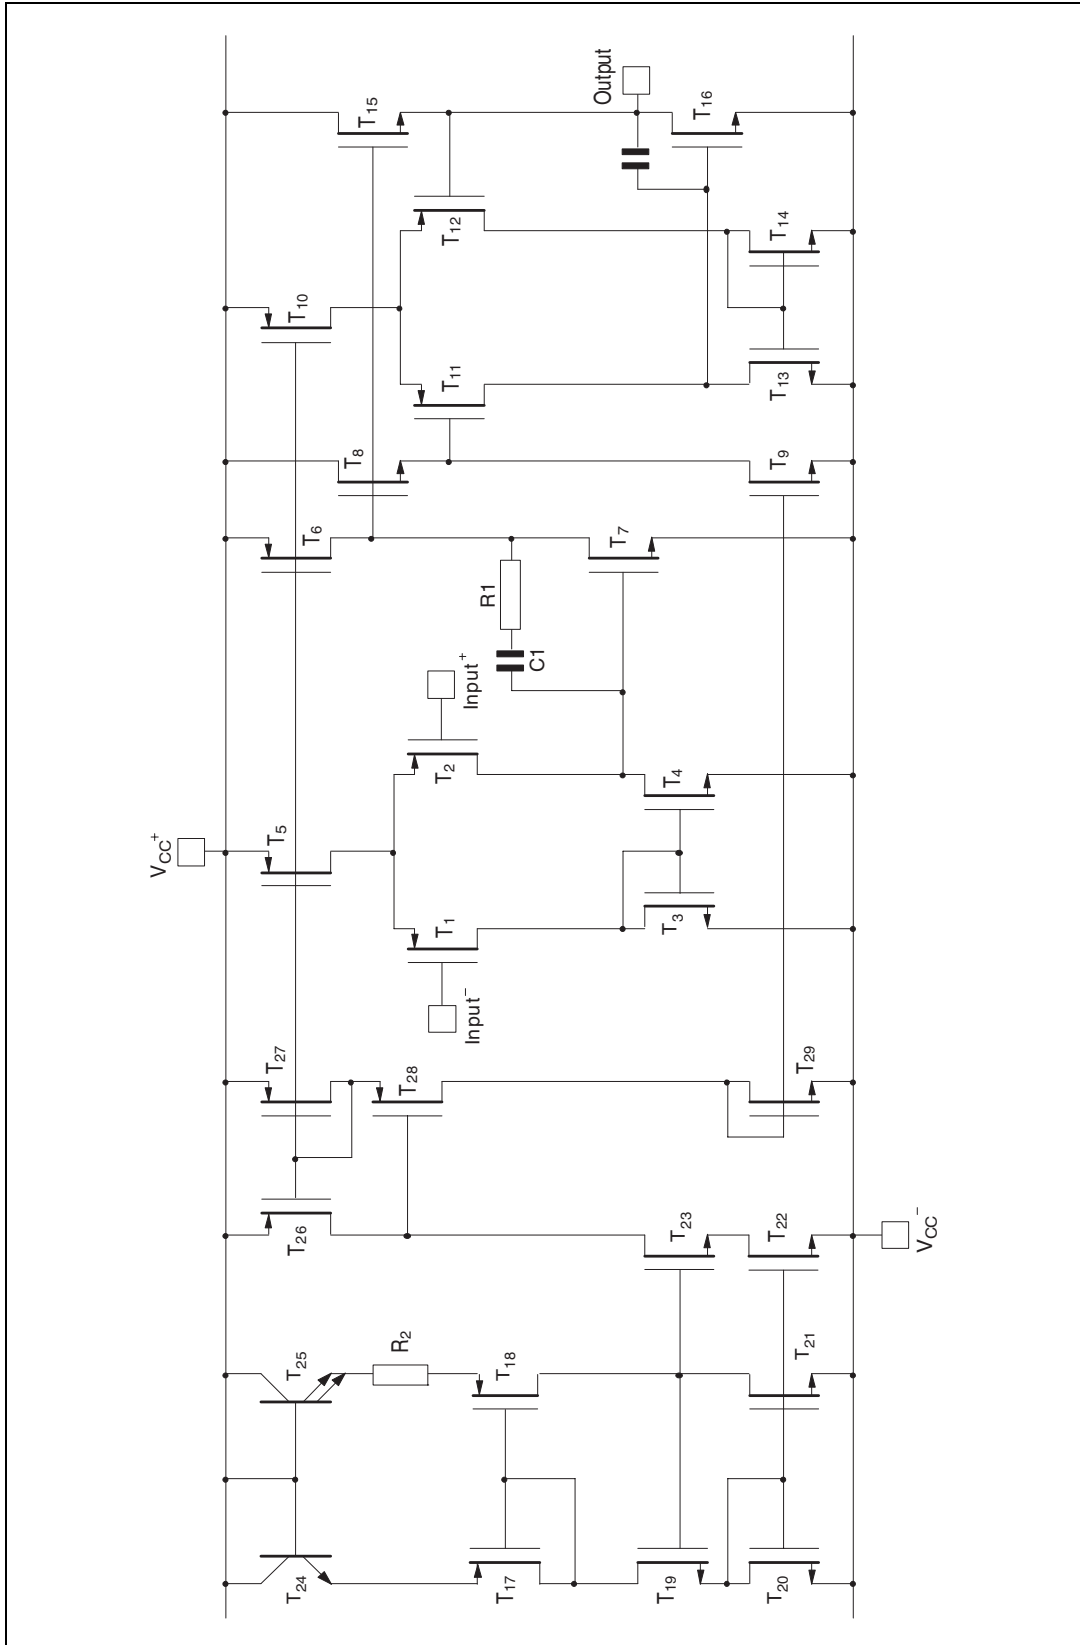 Output
T15
T16
T12
T14
T10
T11
T13
T8
T9
T6
T7
R1
C1
Input+
T2
T4
VCC+
T5
T1
T3
Input−
T27
T28
T29
T26
T23
T22
VCC−
R2
T25
T18
T21
T24
T17
T19
T20